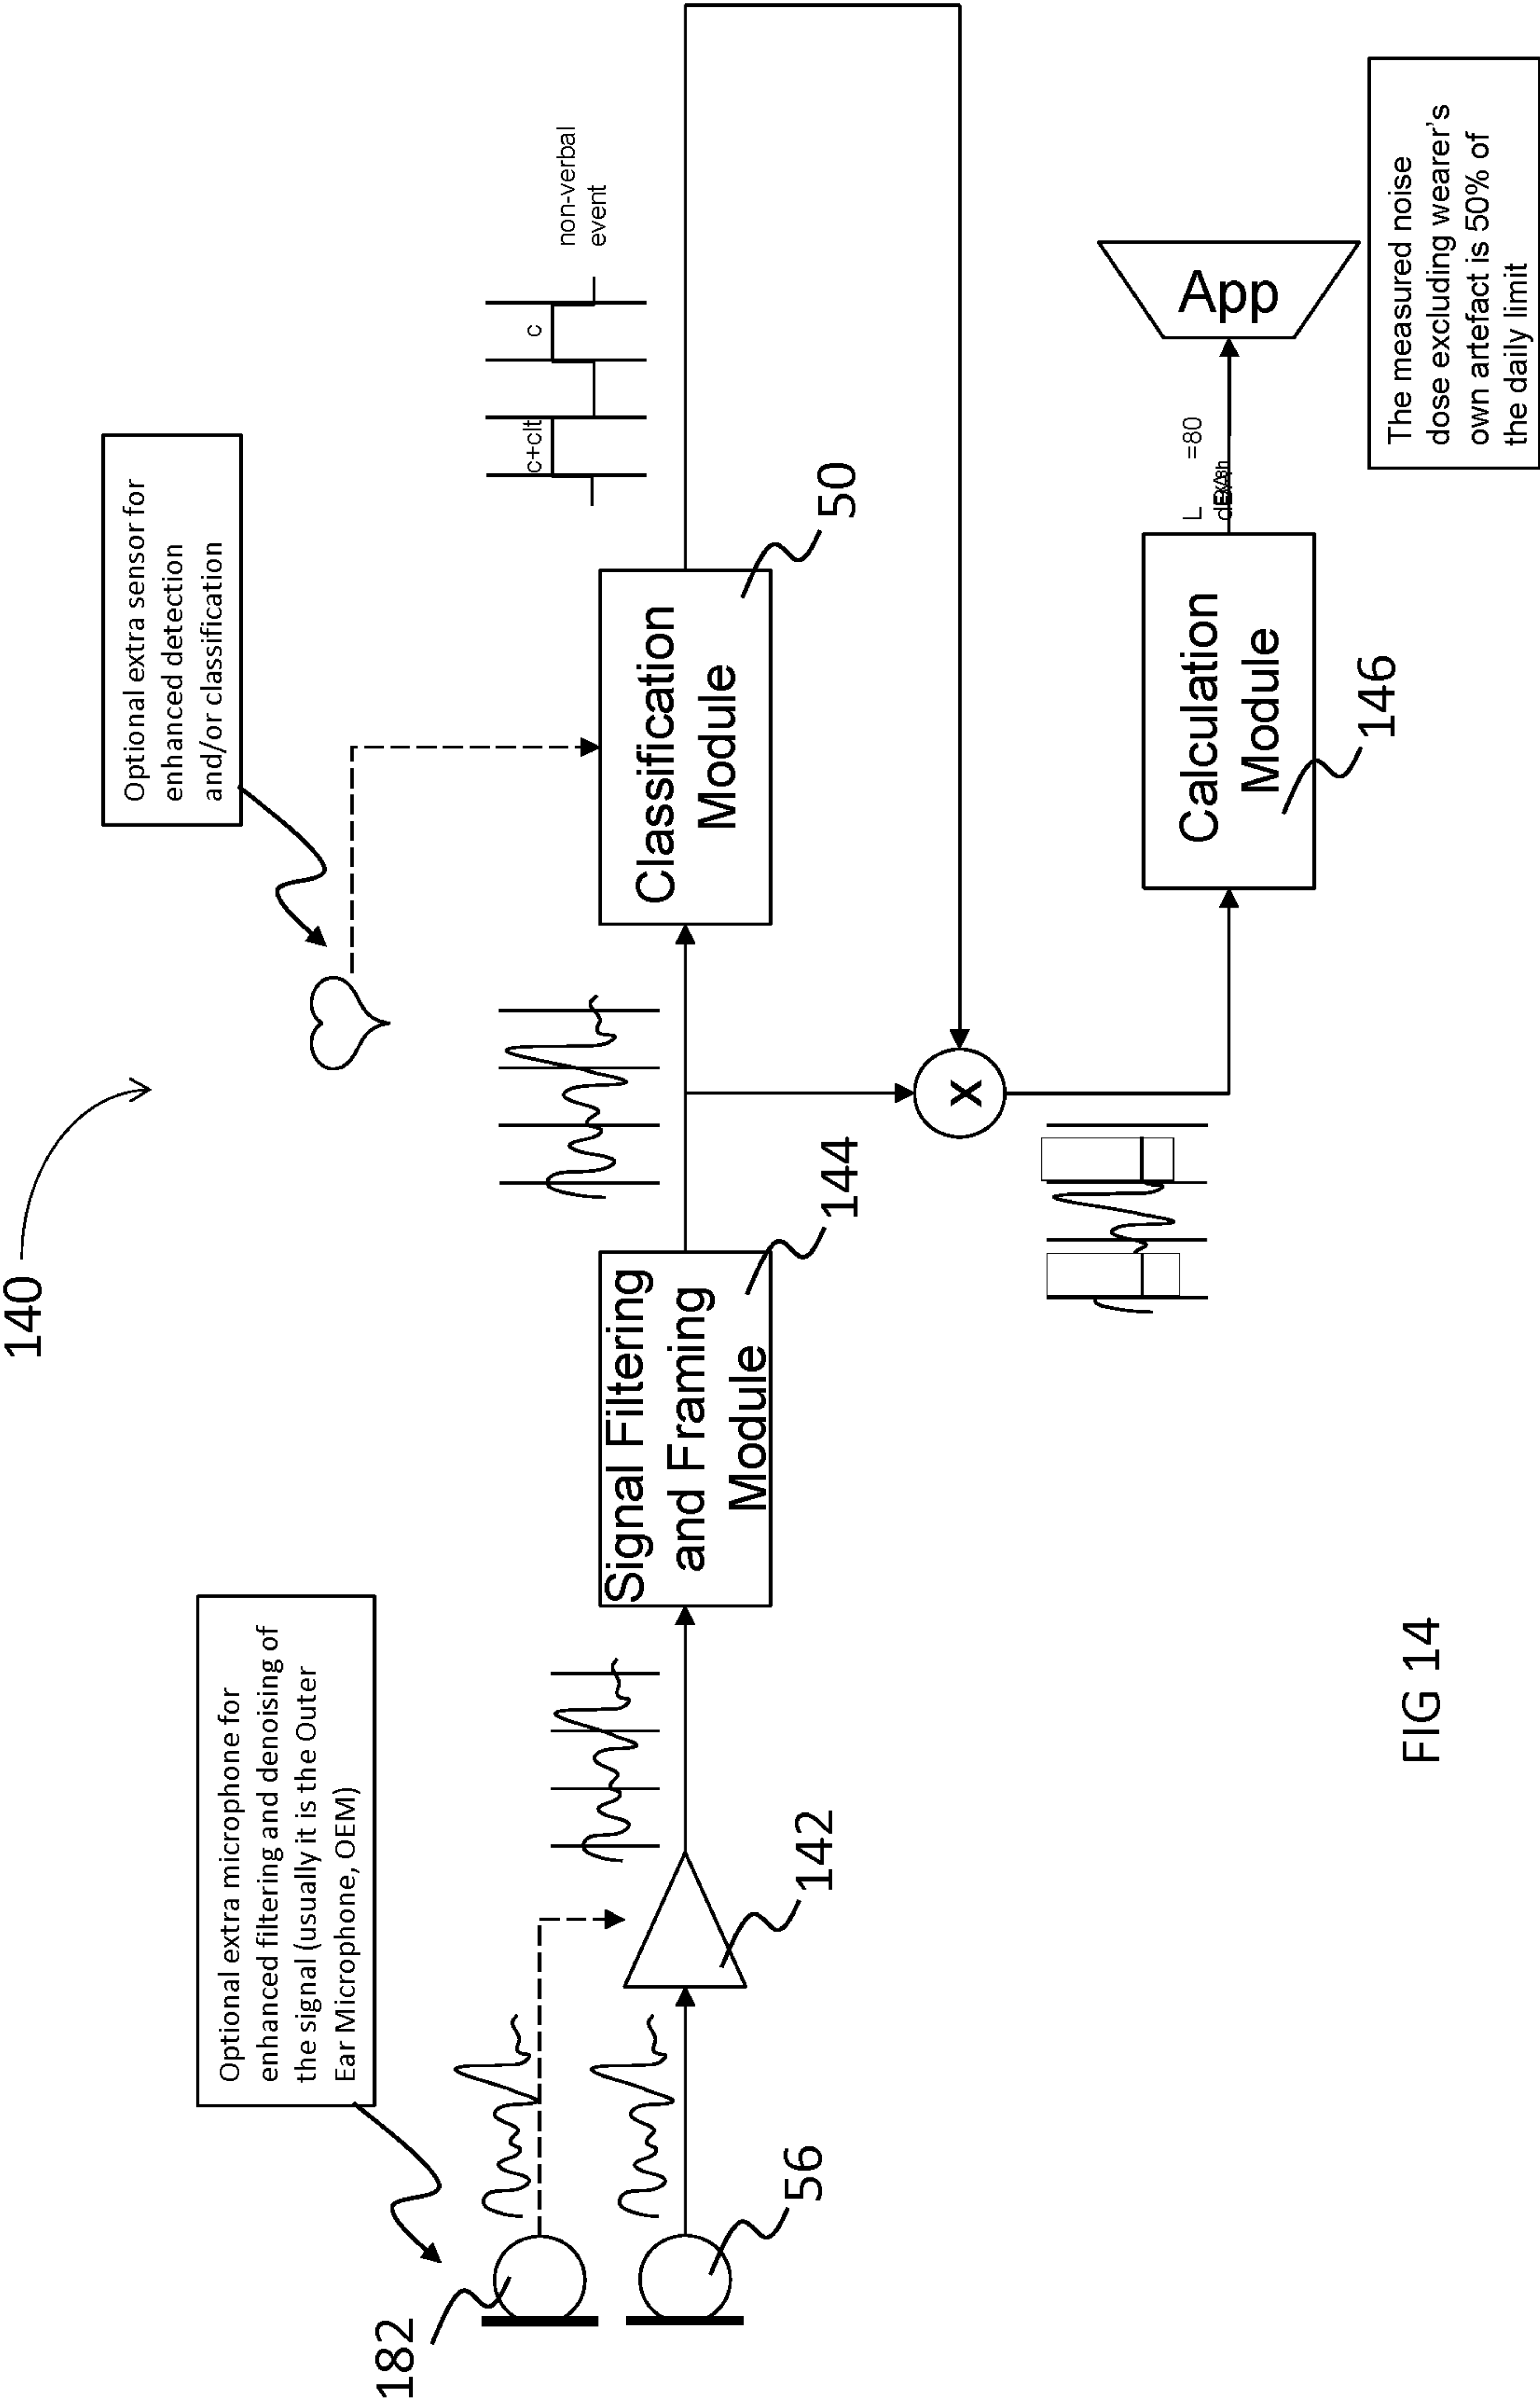 140
Optional extra microphone for
enhanced filtering and denoising of
the signal (usually it is the Outer
Ear Microphone, OEM)
182
56
142
Signal Filtering
and Framing
Module
144
Optional extra sensor for
enhanced detection
and/or classification
Classification
Module
50
c+clt
c
non-verbal
event
x
Calculation
Module
146
L =80
App
The measured noise
dose excluding wearer's
own artefact is 50% of
the daily limit
FIG 14